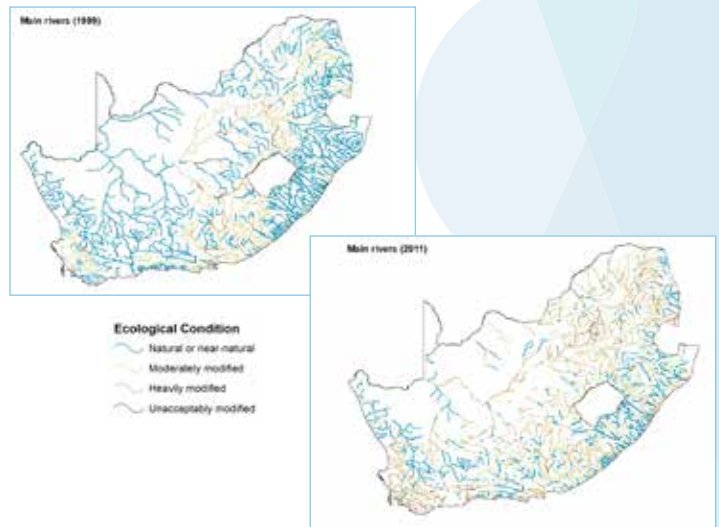 Main rivers (1999)
Main rivers (2011)
Ecological Condition
Natural or near-natural
Moderately modified
Heavily modified
Unacceptably modified